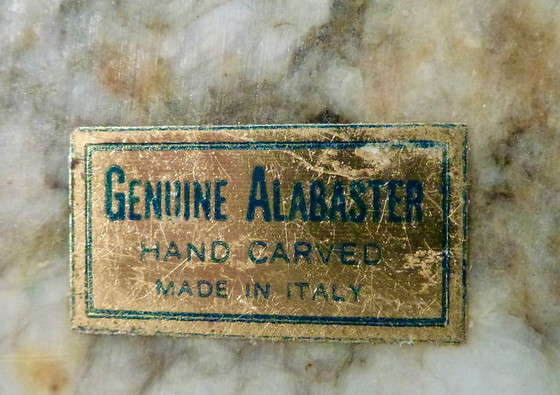 GENUINE ALABASTER
HAND CARVED
MADE IN ITALY